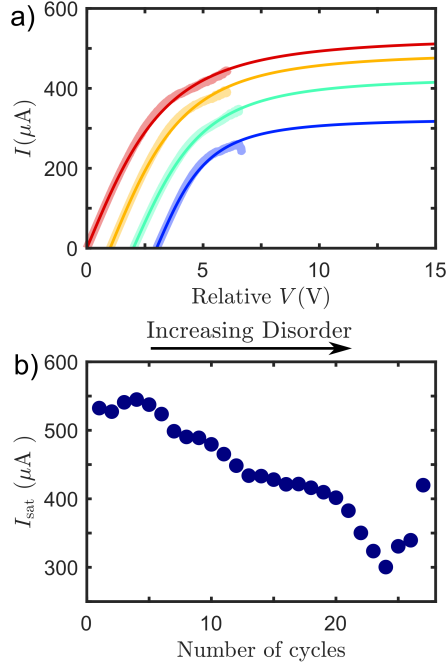 a)
600
400
300
0
I(μA)
0 5 10 15
Relative V(V)
Increasing Disorder
b)
600
500
400
300
I_sat (μA )
0 10 20
Number of cycles